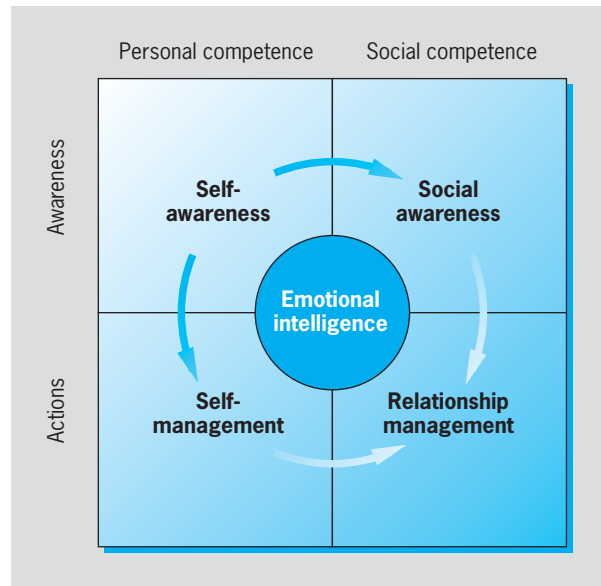 Personal competence
Social competence
Awareness
Self-
awareness
Social
awareness
Emotional
intelligence
Actions
Self-
management
Relationship
management